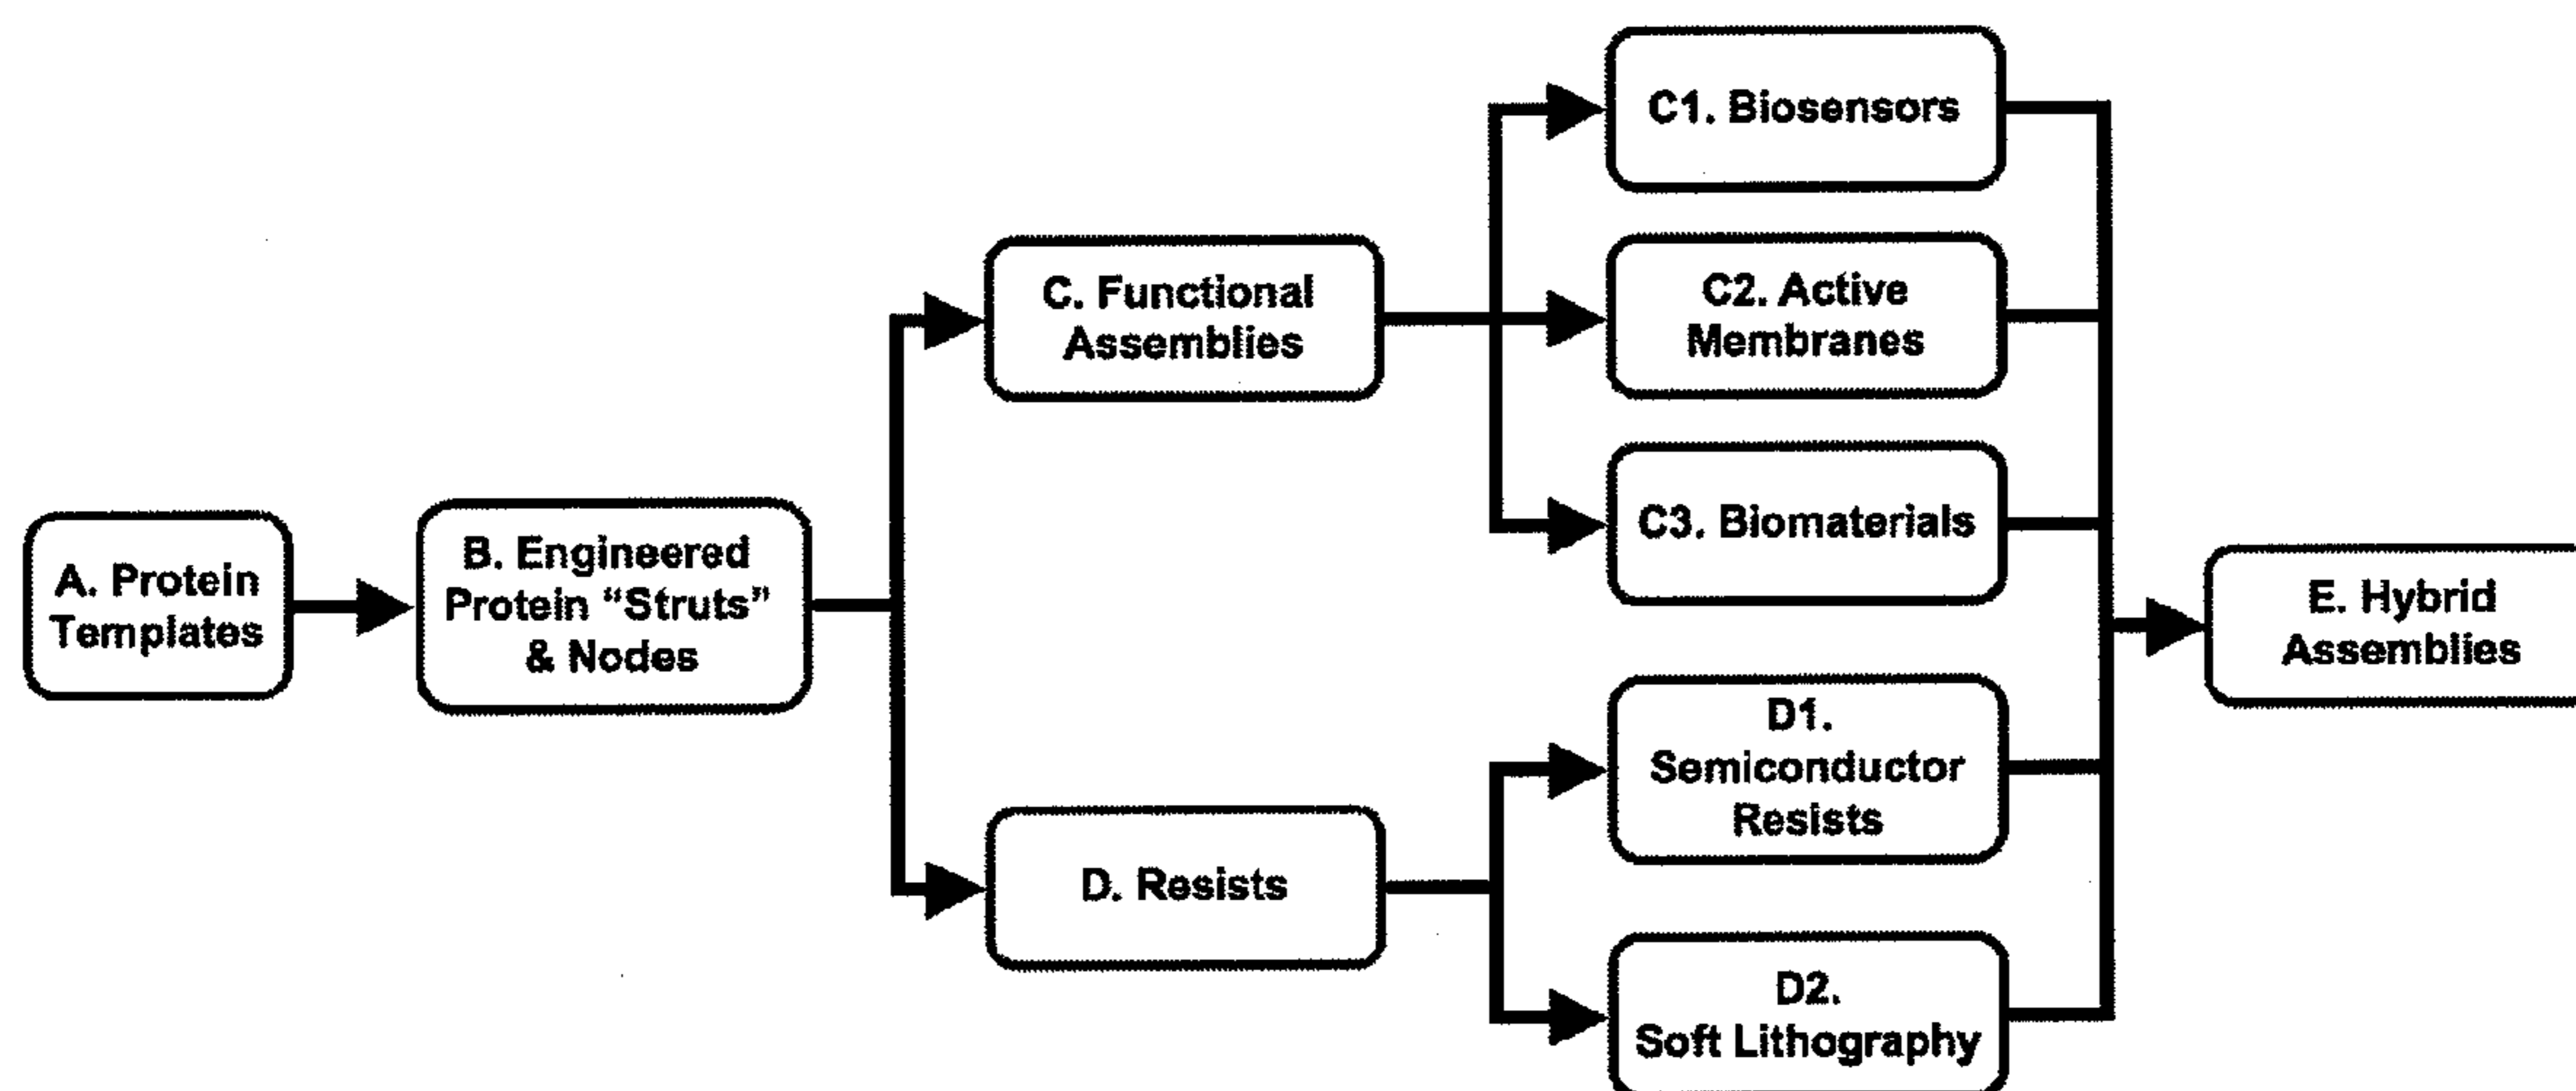 A. Protein
Templates
B. Engineered
Protein “Struts”
& Nodes
C. Functional
Assemblies
D. Resists
C1. Biosensors
C2. Active
Membranes
C3. Biomaterials
D1.
Semiconductor
Resists
D2.
Soft Lithography
E. Hybrid
Assemblies